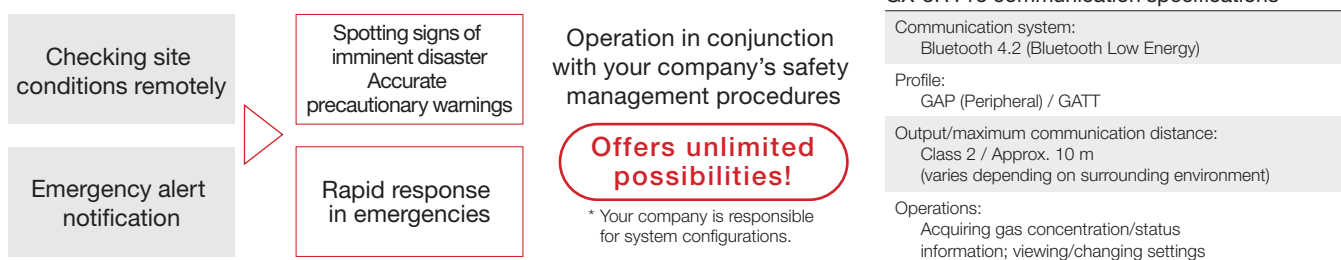 Checking site
conditions remotely
Emergency alert
notification
Spotting signs of
imminent disaster
Accurate
precautionary warnings
Rapid response
in emergencies
Operation in conjunction
with your company's safety
management procedures
Offers unlimited
possibilities!
* Your company is responsible
for system configurations.
communication specifications
Communication system:
Bluetooth 4.2 (Bluetooth Low Energy)
Profile:
GAP (Peripheral) / GATT
Output/maximum communication distance:
Class 2 / Approx. 10 m
(varies depending on surrounding environment)
Operations:
Acquiring gas concentration/status
information; viewing/changing settings